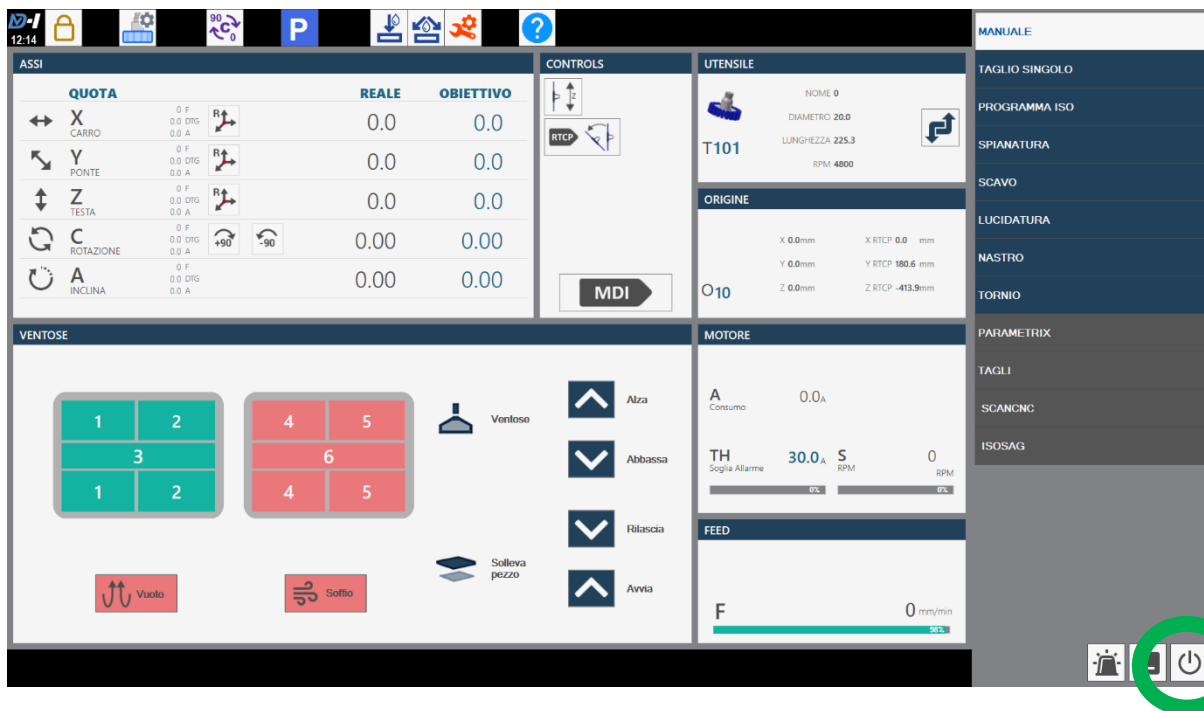 12:14
90
C
0
P
?
ASSI
QUOTA REALE OBIETTIVO
X CARRO 0 F 0.0 DTG 0.0 A R 0.0 0.0
Y PONTE 0 F 0.0 DTG 0.0 A R 0.0 0.0
Z TESTA 0 F 0.0 DTG 0.0 A R 0.0 0.0
C ROTAZIONE 0 F 0.0 DTG 0.0 A +90 -90 0.00 0.00
A INCLINA 0 F 0.0 DTG 0.0 A 0.00 0.00
CONTROLS
Z
RTCP
MDI
UTENSILE
NOME 0
DIAMETRO 20.0
LUNGHEZZA 225.3
RPM 4800
T101
ORIGINE
X 0.0mm X RTCP 0.0 mm
Y 0.0mm Y RTCP 180.6 mm
Z 0.0mm Z RTCP -413.9mm
O10
VENTOSE
1 2 4 5
3 6
1 2 4 5
Vuoto
Soffio
Ventose
Solleva
pezzo
Alza
Abbassa
Rilascia
Avvia
MOTORE
A Consumo 0.0A
TH Soglia Allarme 30.0A S RPM 0 RPM
0% 0%
FEED
F 0 mm/min
98%
MANUALE
TAGLIO SINGOLO
PROGRAMMA ISO
SPIANATURA
SCAVO
LUCIDATURA
NASTRO
TORNIO
PARAMETRIX
TAGLI
SCANCNC
ISOSAG